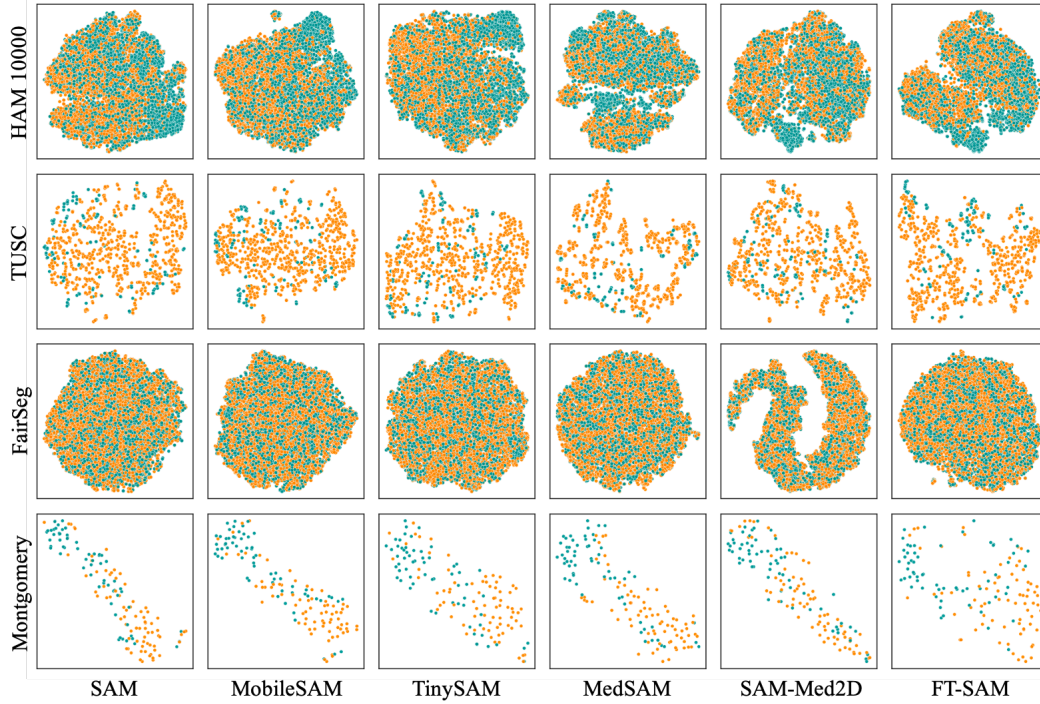 HAM 10000
TUSC
FairSeg
Montgomery
SAM
MobileSAM
TinySAM
MedSAM
SAM-Med2D
FT-SAM